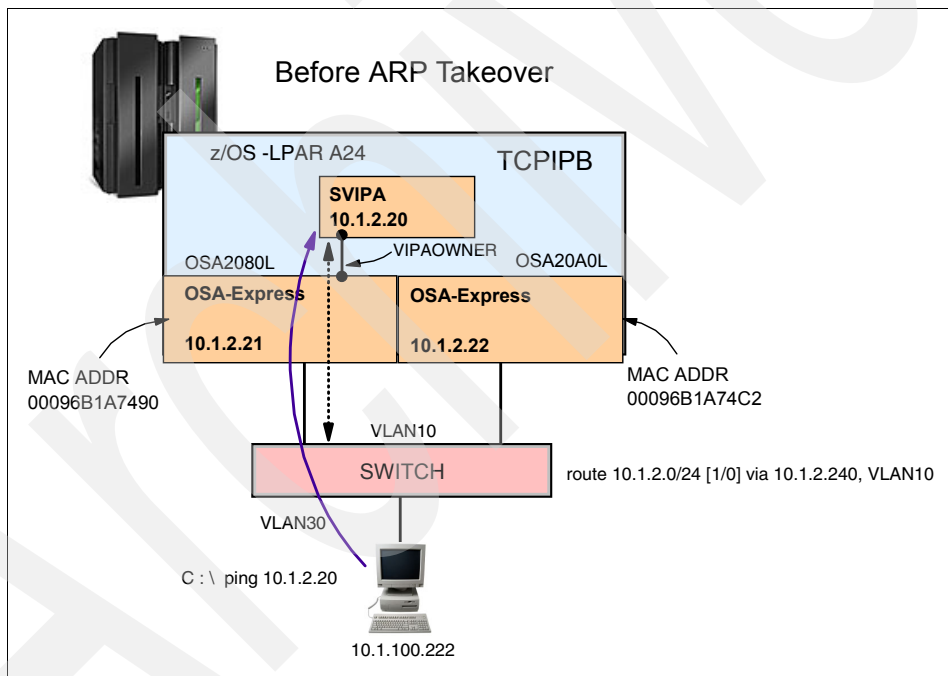 Before ARP Takeover
z/OS -LPAR A24
TCPIPB
SVIPA
10.1.2.20
VIPAOWNER
OSA2080L
OSA20A0L
OSA-Express
10.1.2.21
OSA-Express
10.1.2.22
MAC ADDR
00096B1A7490
MAC ADDR
00096B1A74C2
VLAN10
SWITCH
route 10.1.2.0/24 [1/0] via 10.1.2.240, VLAN10
VLAN30
C : \ ping 10.1.2.20
10.1.100.222